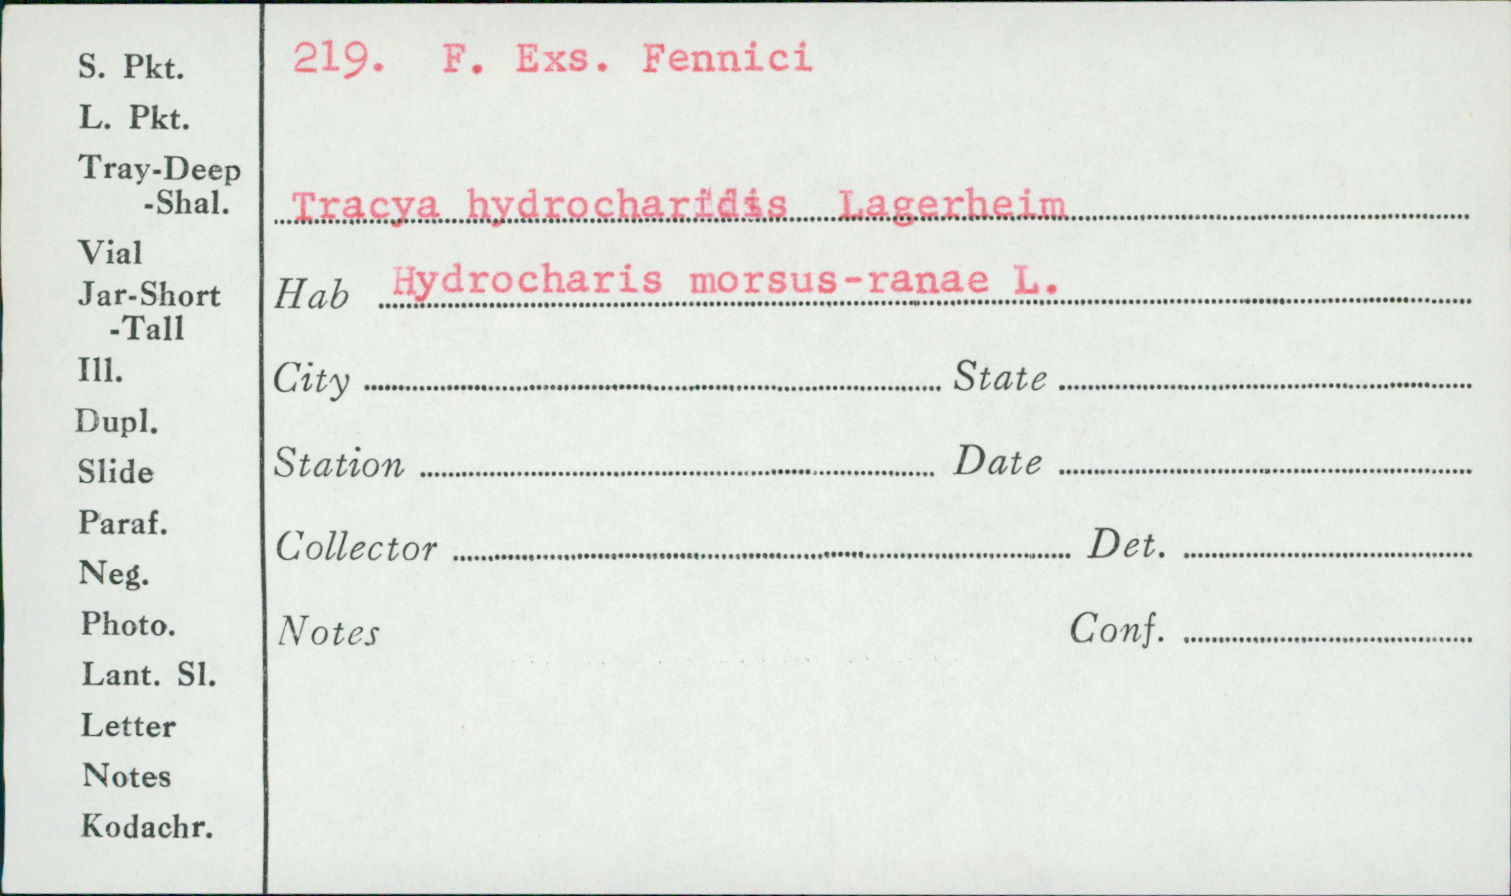 219. F. Exs. Fennici
Tracya hydrocharidis Lagerheim
Hab Hydrocharis morsus-ranae L.
City State
Station Date
Collector Det.
Notes Conf.
S. Pkt.
L. Pkt.
Tray-Deep
-Shal.
Vial
Jar-Short
-Tall
Ill.
Dupl.
Slide
Paraf.
Neg.
Photo.
Lant. Sl.
Letter
Notes
Kodachr.